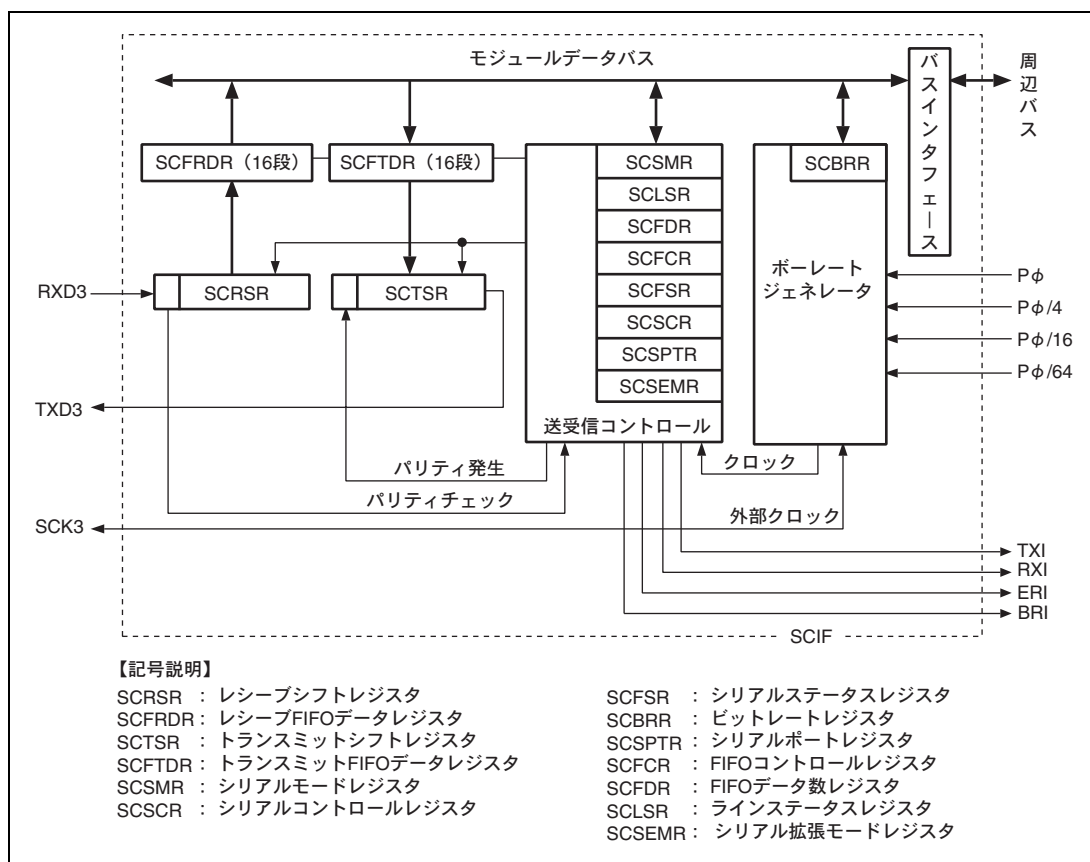 モジュールデータバス
バスインタフェース
周辺バス
SCFRDR（16段）
SCFTDR（16段）
SCSMR
SCLSR
SCFDR
SCFCR
SCFSR
SCSCR
SCSPTR
SCSEMR
送受信コントロール
SCBRR
ボーレート
ジェネレータ
RXD3
SCRSR
SCTSR
Pφ
Pφ/4
Pφ/16
Pφ/64
TXD3
パリティ発生
パリティチェック
クロック
外部クロック
SCK3
TXI
RXI
ERI
BRI
SCIF
【記号説明】
SCRSR ： レシーブシフトレジスタ
SCFRDR： レシーブFIFOデータレジスタ
SCTSR ： トランスミットシフトレジスタ
SCFTDR： トランスミットFIFOデータレジスタ
SCSMR ： シリアルモードレジスタ
SCSCR ： シリアルコントロールレジスタ
SCFSR ： シリアルステータスレジスタ
SCBRR ： ビットレートレジスタ
SCSPTR ： シリアルポートレジスタ
SCFCR ： FIFOコントロールレジスタ
SCFDR ： FIFOデータ数レジスタ
SCLSR ： ラインステータスレジスタ
SCSEMR： シリアル拡張モードレジスタ